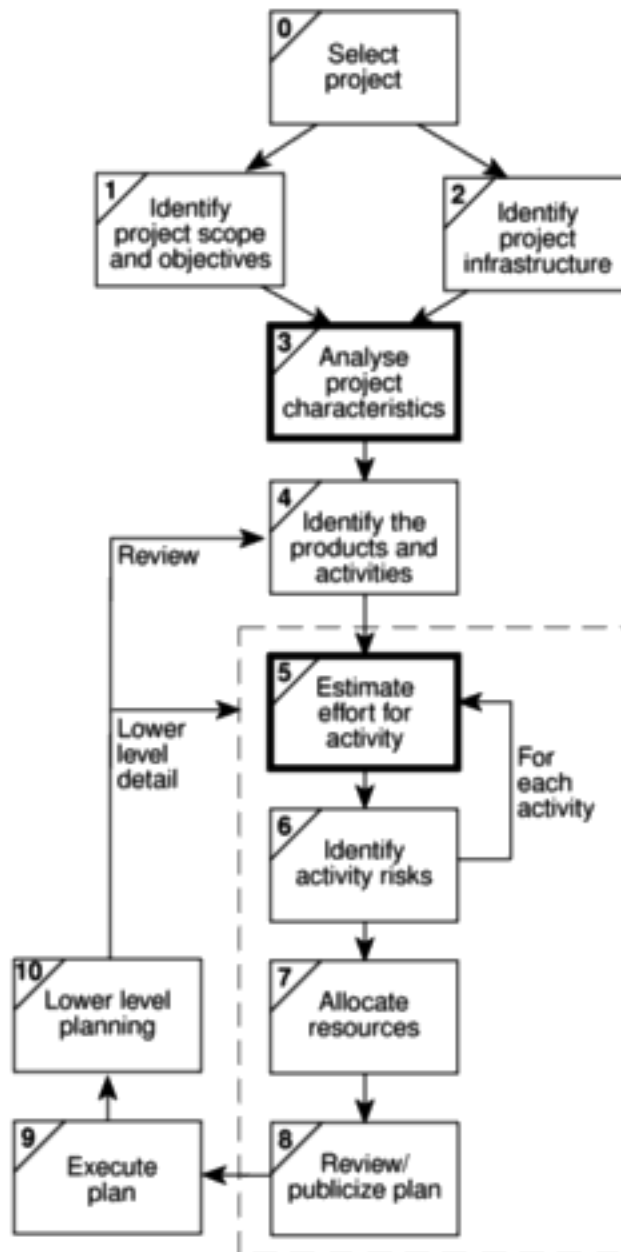 0
Select
project
1
Identify
project scope
and objectives
2
Identify
project
infrastructure
3
Analyse
project
characteristics
4
Identify the
products and
activities
Review
5
Estimate
effort for
activity
Lower
level
detail
For
each
activity
6
Identify
activity risks
10
Lower level
planning
7
Allocate
resources
9
Execute
plan
8
Review/
publicize plan